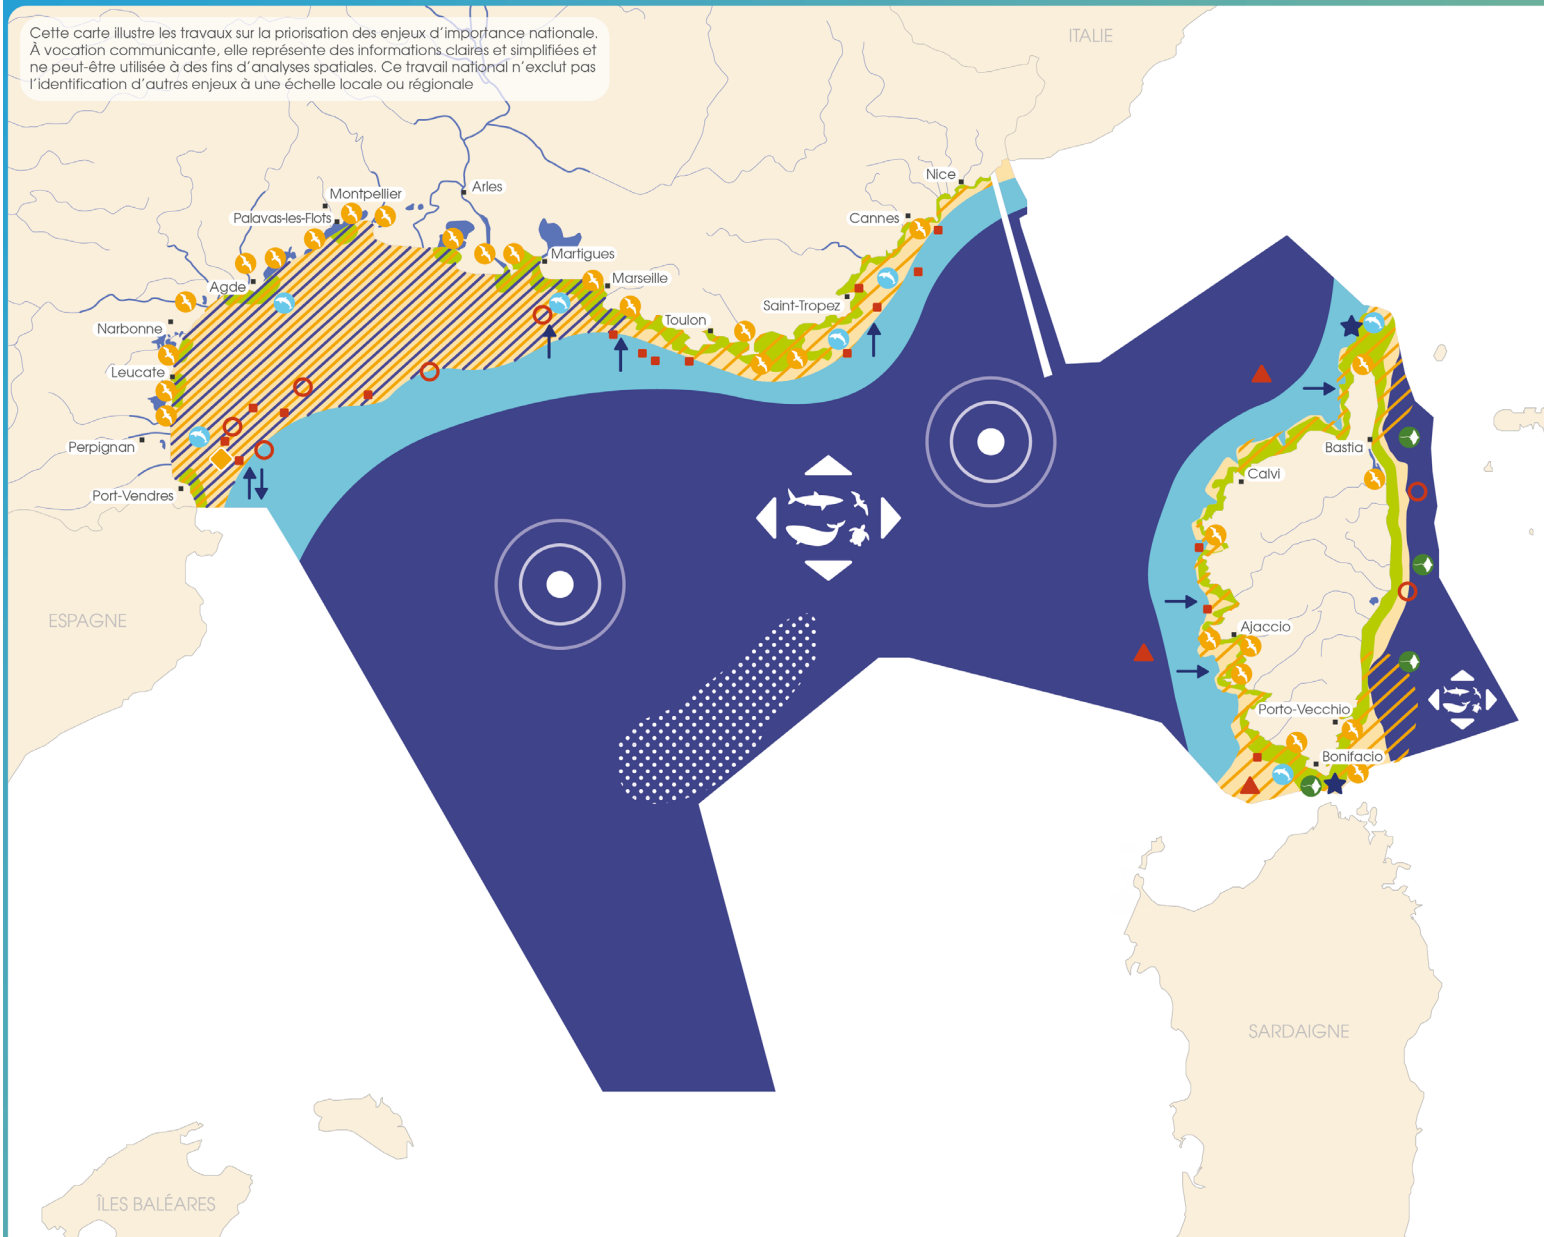 Cette carte illustre les travaux sur la priorisation des enjeux d'importance nationale.
À vocation communicante, elle représente des informations claires et simplifiées et
ne peut-être utilisée à des fins d'analyses spatiales. Ce travail national n'exclut pas
l'identification d'autres enjeux à une échelle locale ou régionale
ITALIE
Nice
Arles
Montpellier
Palavas-les-Flots
Cannes
Martigues
Marseille
Agde
Saint-Tropez
Toulon
Narbonne
Leucate
Perpignan
Bastia
Calvi
Port-Vendres
ESPAGNE
Ajaccio
Porto-Vecchio
Bonifacio
SARDAIGNE
ÎLES BALÉARES